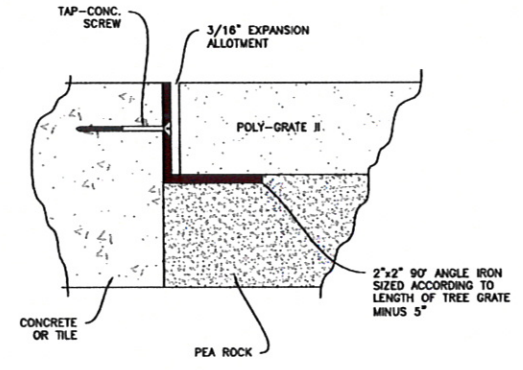 TAP-CONC.
SCREW
3/16" EXPANSION
ALLOTMENT
POLY-GRATE II
2"x2" 90° ANGLE IRON
SIZED ACCORDING TO
LENGTH OF TREE GRATE
MINUS 5"
CONCRETE
OR TILE
PEA ROCK